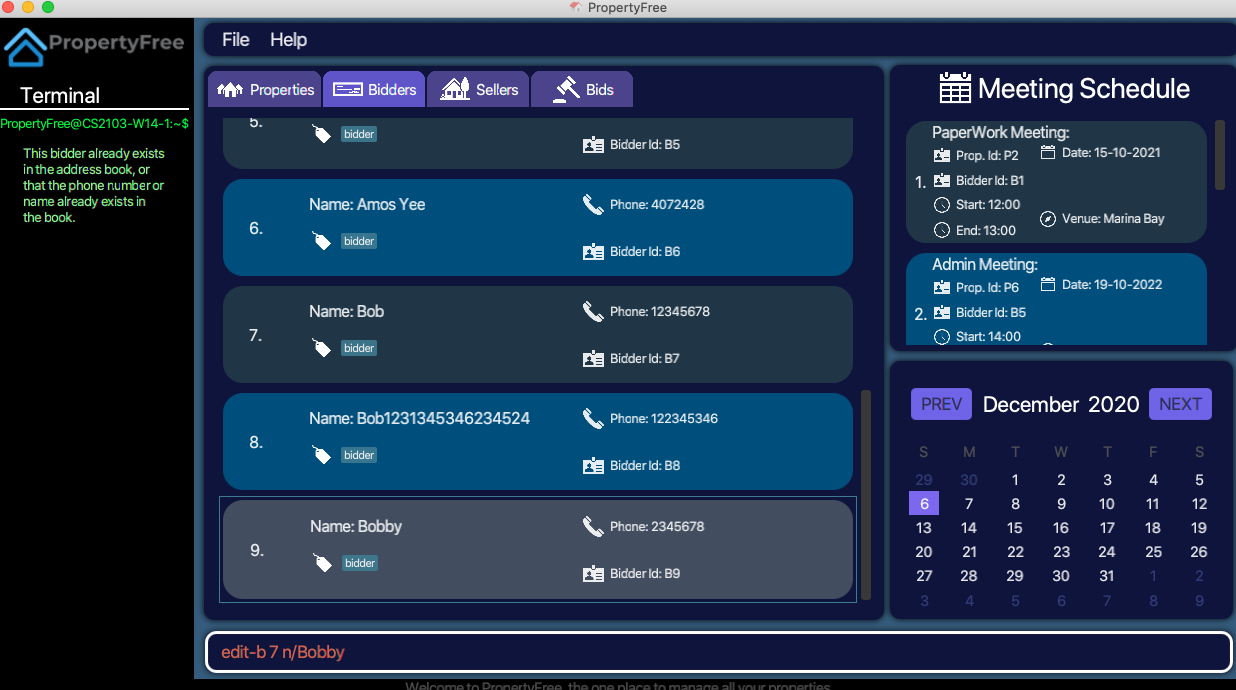 PropertyFree
PropertyFree
File Help
Terminal
PropertyFree@CS2103-W14-1:~$
This bidder already exists
in the address book, or
that the phone number or
name already exists in
the book.
Properties Bidders Sellers Bids
5.
bidder
Bidder Id: B5
6.
Name: Amos Yee
Phone: 4072428
bidder
Bidder Id: B6
7.
Name: Bob
Phone: 12345678
bidder
Bidder Id: B7
8.
Name: Bob1231345346234524
Phone: 122345346
bidder
Bidder Id: B8
9.
Name: Bobby
Phone: 2345678
bidder
Bidder Id: B9
Meeting Schedule
PaperWork Meeting:
1.
Prop. Id: P2
Date: 15-10-2021
Bidder Id: B1
Start: 12:00
Venue: Marina Bay
End: 13:00
Admin Meeting:
2.
Prop. Id: P6
Date: 19-10-2022
Bidder Id: B5
Start: 14:00
PREV December 2020 NEXT
S M T W T F S
29 30 1 2 3 4 5
6 7 8 9 10 11 12
13 14 15 16 17 18 19
20 21 22 23 24 25 26
27 28 29 30 31 1 2
3 4 5 6 7 8 9
edit-b 7 n/Bobby
Welcome to PropertyFree, the one place to manage all your properties